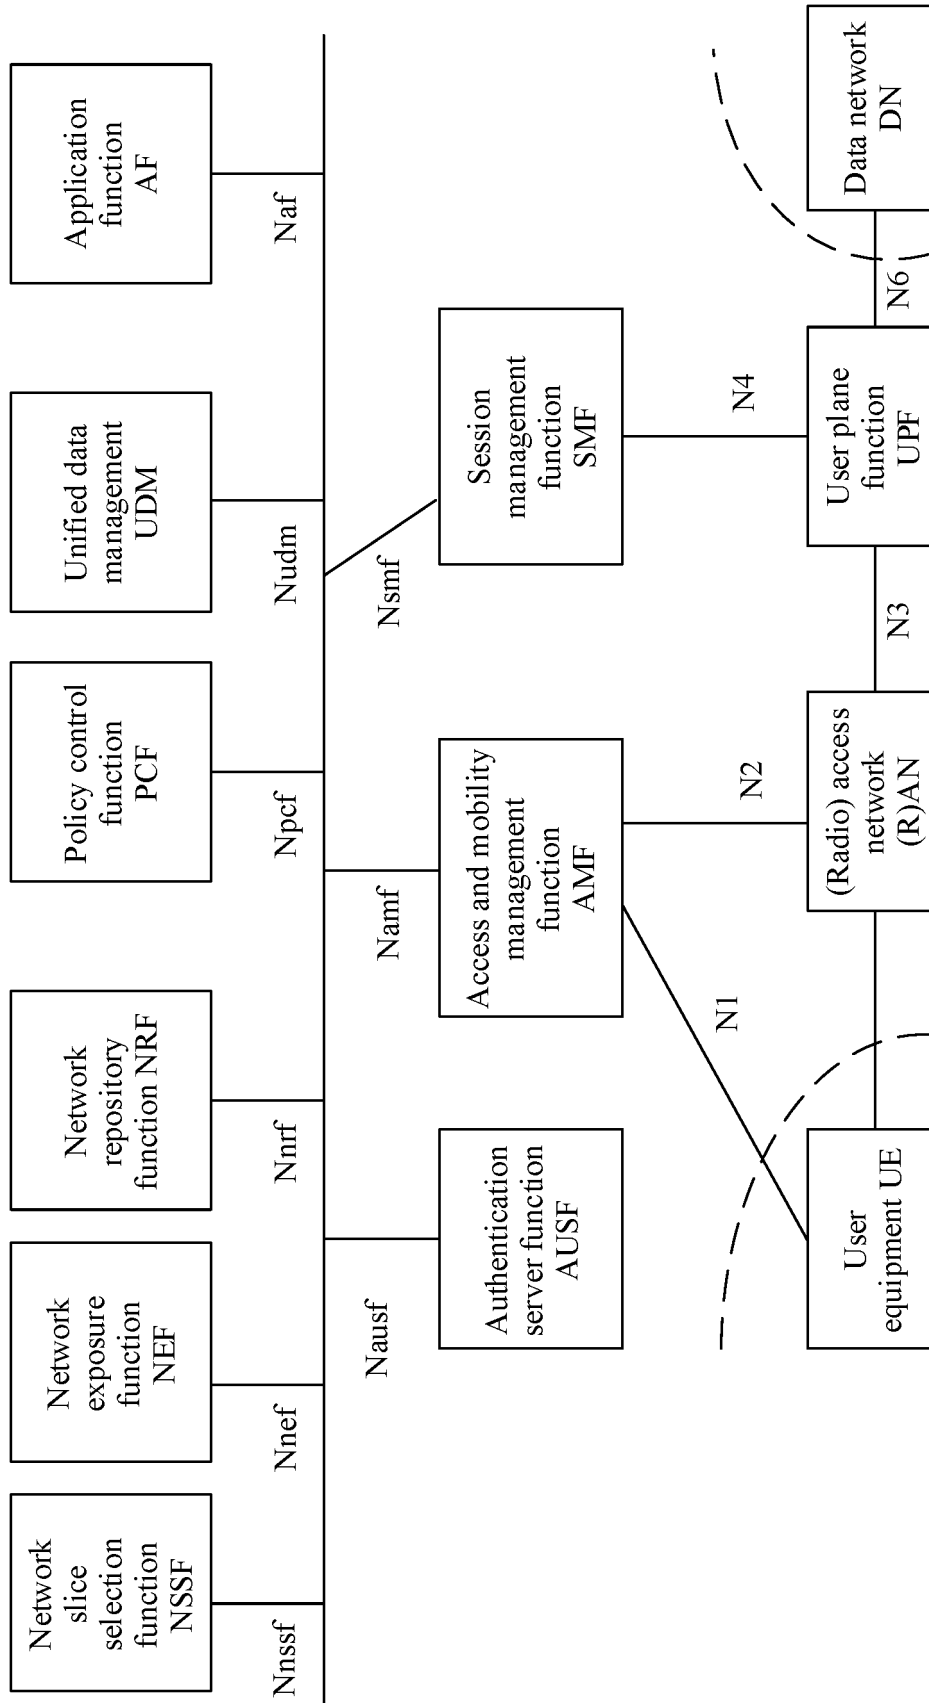 Network
slice
selection
function
NSSF
Network
exposure
function
NEF
Network
repository
function NRF
Policy control
function
PCF
Unified data
management
UDM
Application
function
AF
Nnssf
Nnef
Nnrf
Npcf
Nudm
Naf
Nausf
Namf
Nsmf
Authentication
server function
AUSF
Access and mobility
management
function
AMF
Session
management
function
SMF
N1
N2
N4
User
equipment UE
(Radio) access
network
(R)AN
N3
User plane
function
UPF
N6
Data network
DN